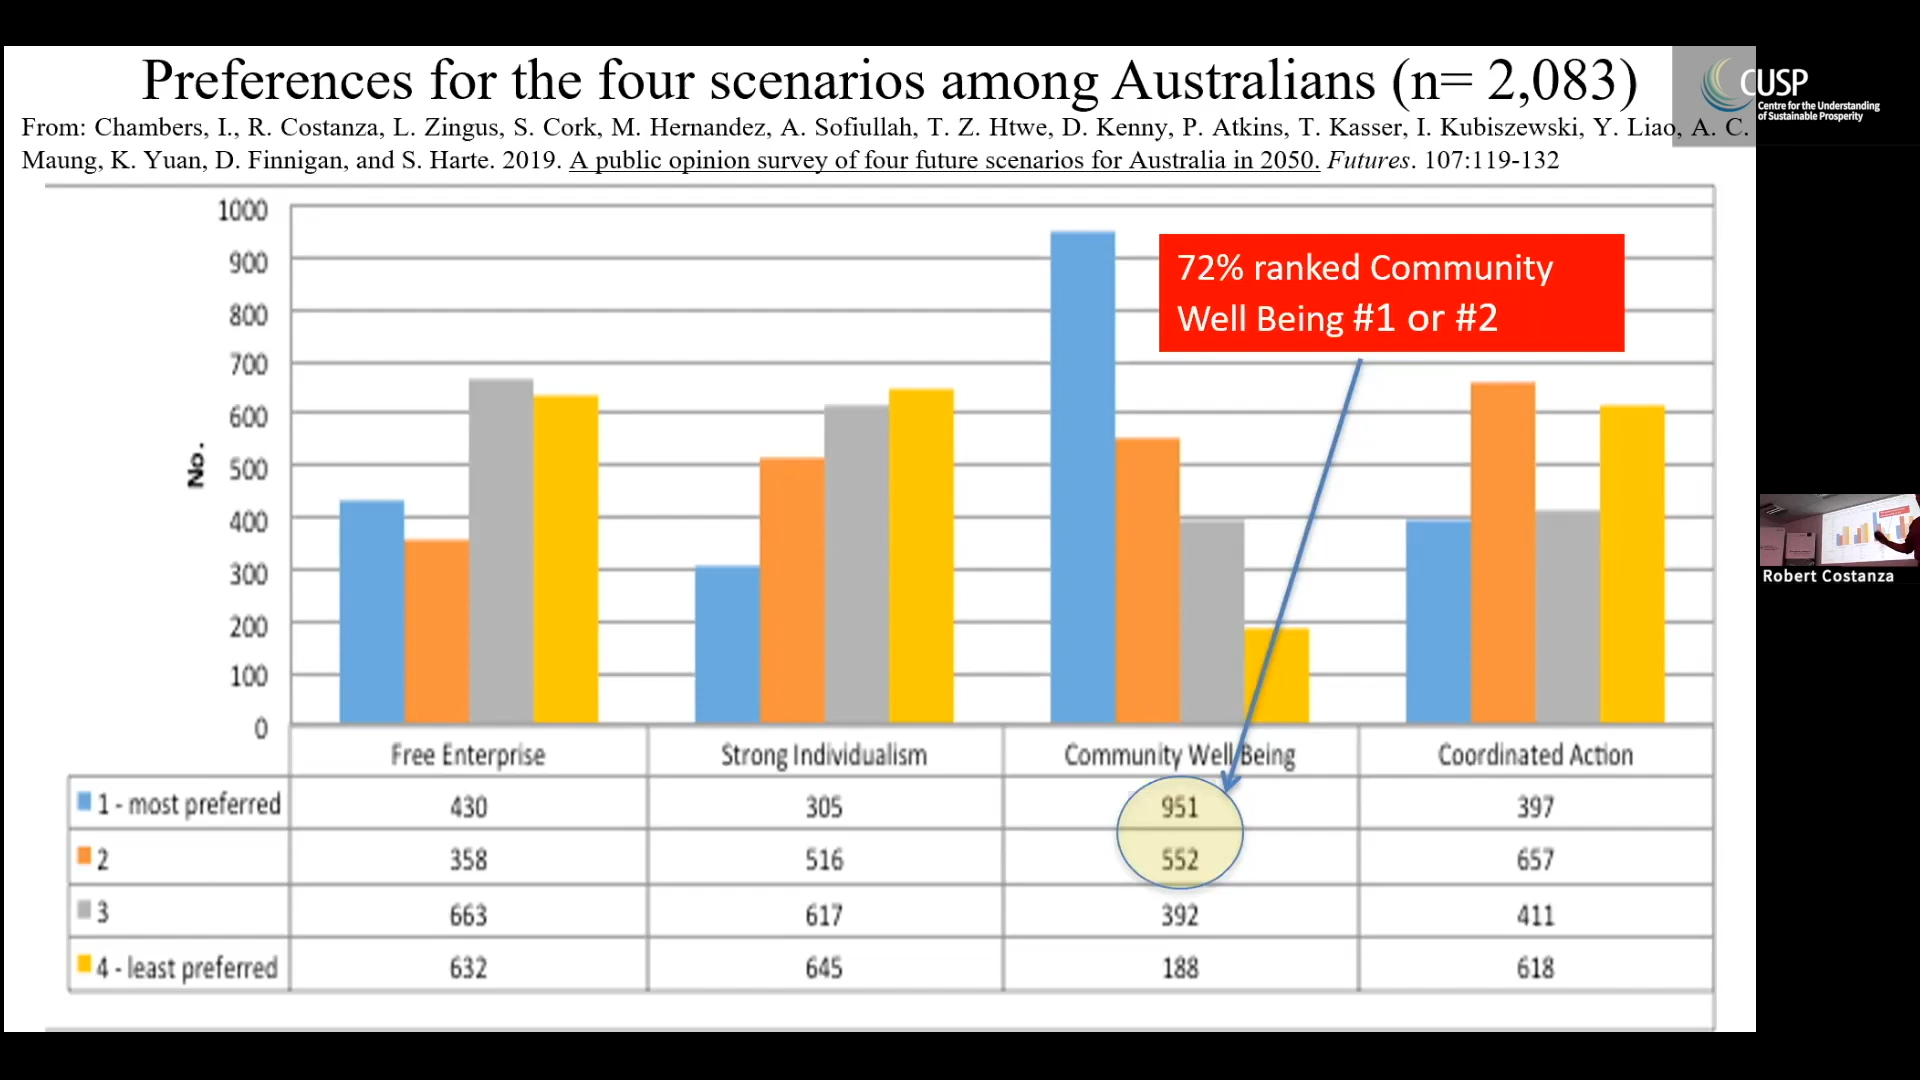 Preferences for the four scenarios among Australians (n= 2,083)
CUSP
Centre for the Understanding
of Sustainable Prosperity
From: Chambers, I., R. Costanza, L. Zingus, S. Cork, M. Hernandez, A. Sofiullah, T. Z. Htwe, D. Kenny, P. Atkins, T. Kasser, I. Kubiszewski, Y. Liao, A. C.
Maung, K. Yuan, D. Finnigan, and S. Harte. 2019. A public opinion survey of four future scenarios for Australia in 2050. Futures. 107:119-132
1000
900
800
700
600
500
400
300
200
100
0
No.
72% ranked Community
Well Being #1 or #2
Free Enterprise Strong Individualism Community Well Being Coordinated Action
1 - most preferred 430 305 951 397
2 358 516 552 657
3 663 617 392 411
4 - least preferred 632 645 188 618
Robert Costanza